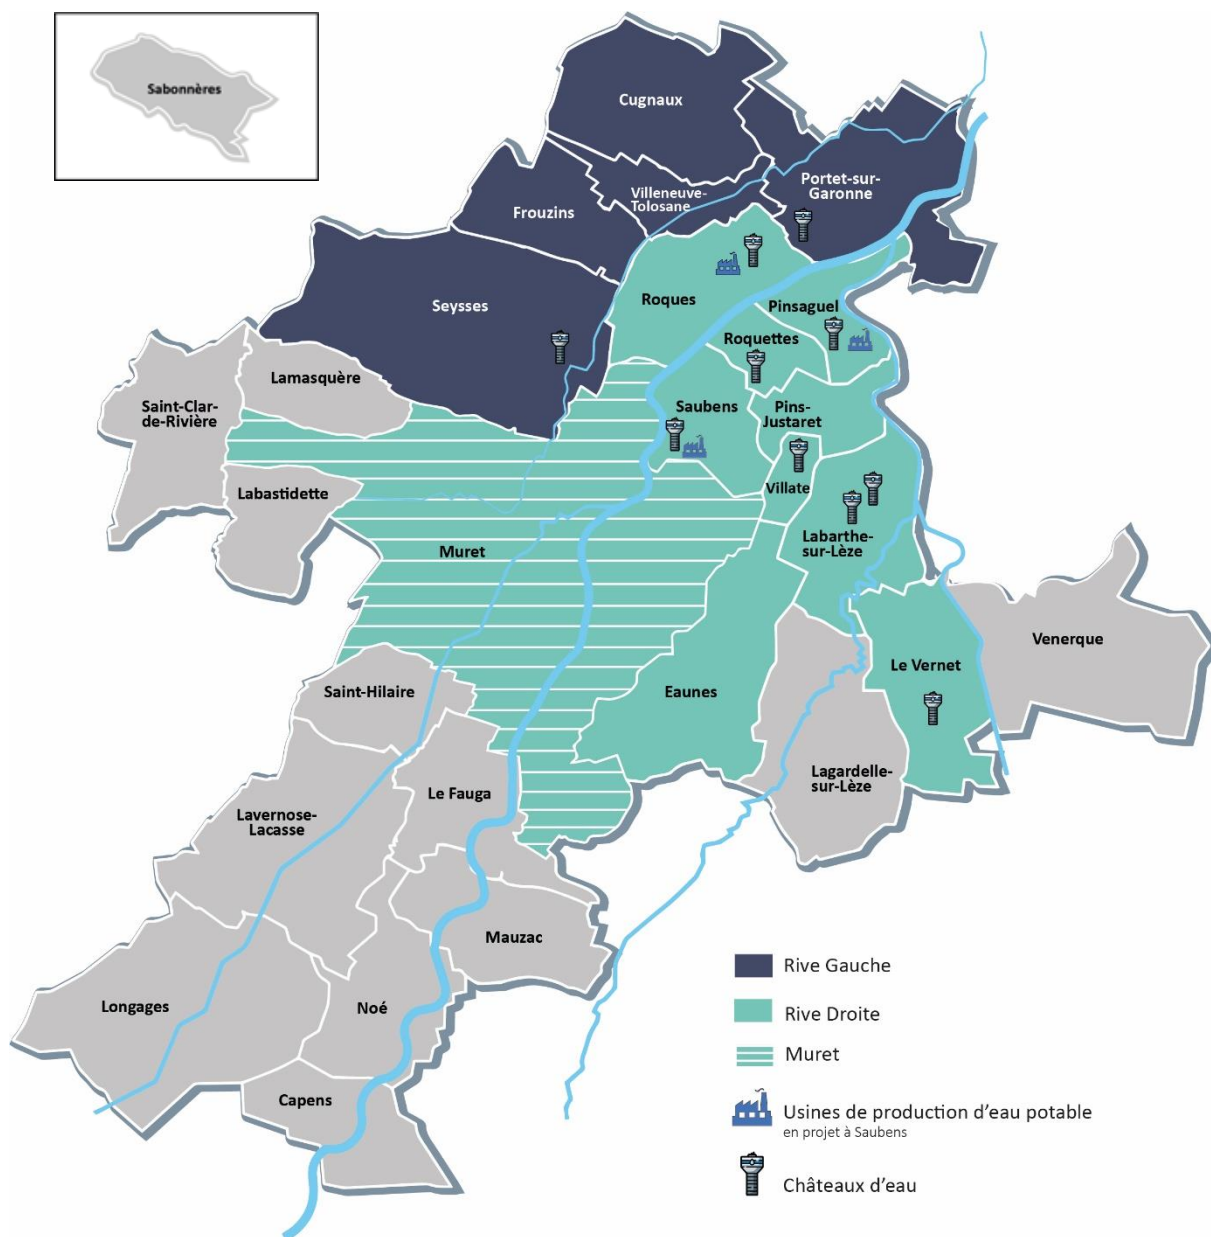 Sabonnères
Cugnaux
Portet-sur-
Garonne
Villeneuve-
Tolosane
Frouzins
Seysses
Roques
Pinsaguel
Roquettes
Lamasquère
Saint-Clar-
de-Rivière
Saubens
Pins-
Justaret
Villate
Labastidette
Muret
Labarthe-
sur-Lèze
Venerque
Le Vernet
Eaunes
Saint-Hilaire
Lagardelle-
sur-Lèze
Le Fauga
Lavernose-
Lacasse
Mauzac
Longages
Noé
Capens
Rive Gauche
Rive Droite
Muret
Usines de production d'eau potable
en projet à Saubens
Châteaux d'eau